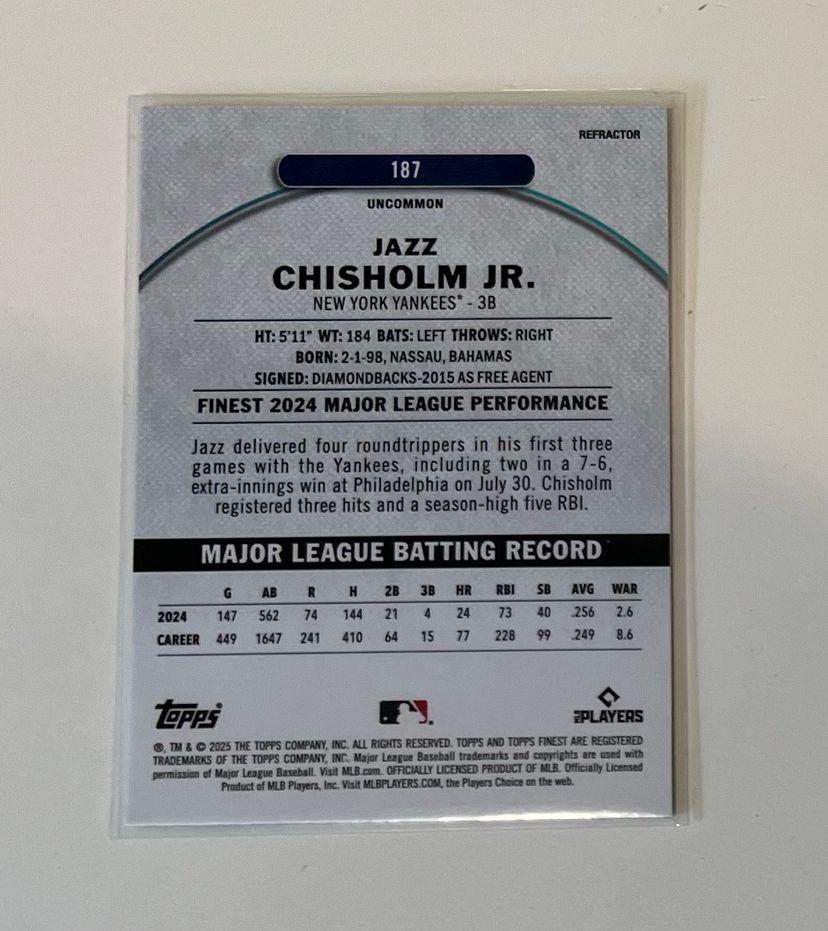 REFRACTOR
187
UNCOMMON
JAZZ
CHISHOLM JR.
NEW YORK YANKEES® - 3B
HT: 5'11" WT: 184 BATS: LEFT THROWS: RIGHT
BORN: 2-1-98, NASSAU, BAHAMAS
SIGNED: DIAMONDBACKS-2015 AS FREE AGENT
FINEST 2024 MAJOR LEAGUE PERFORMANCE
Jazz delivered four roundtrippers in his first three
games with the Yankees, including two in a 7-6,
extra-innings win at Philadelphia on July 30. Chisholm
registered three hits and a season-high five RBI.
MAJOR LEAGUE BATTING RECORD
G AB R H 2B 3B HR RBI SB AVG WAR
2024 147 562 74 144 21 4 24 73 40 .256 2.6
CAREER 449 1647 241 410 64 15 77 228 99 .249 8.6
Topps®
MLB PLAYERS
®, TM & © 2025 THE TOPPS COMPANY, INC. ALL RIGHTS RESERVED. TOPPS AND TOPPS FINEST ARE REGISTERED
TRADEMARKS OF THE TOPPS COMPANY, INC. Major League Baseball trademarks and copyrights are used with
permission of Major League Baseball. Visit MLB.com. OFFICIALLY LICENSED PRODUCT OF MLB. Officially Licensed
Product of MLB Players, Inc. Visit MLBPLAYERS.COM, the Players Choice on the web.